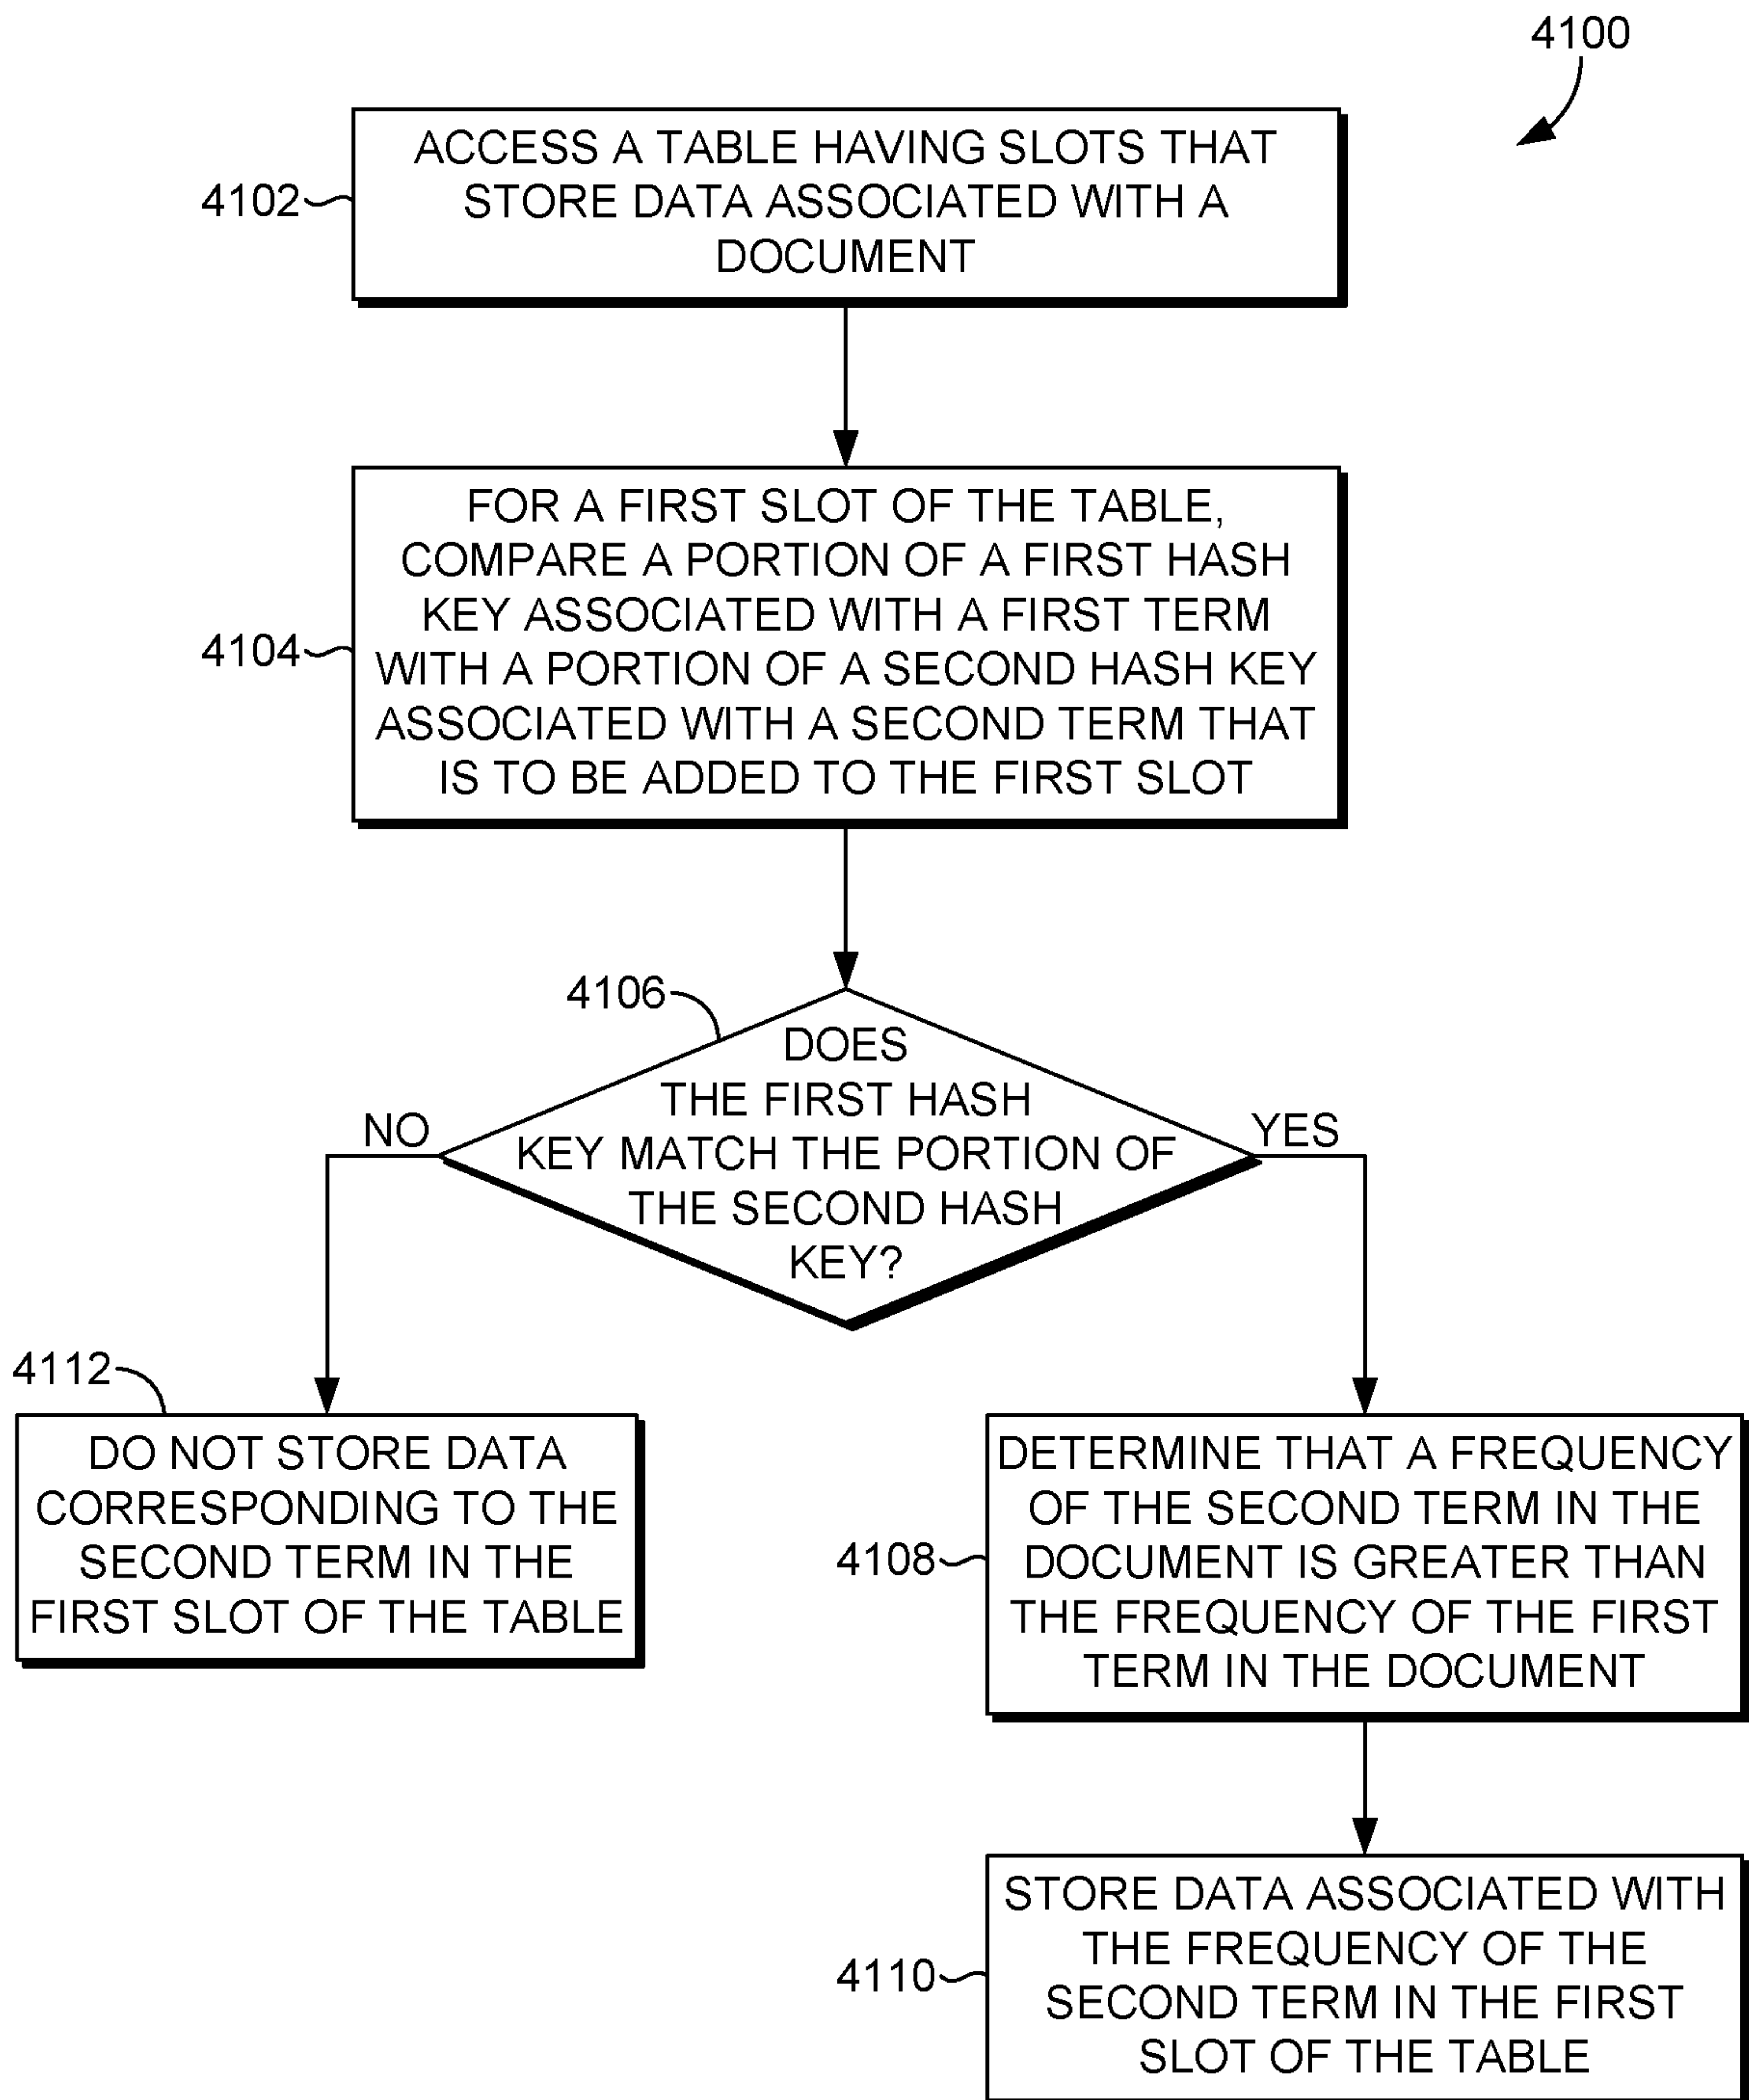 4100
ACCESS A TABLE HAVING SLOTS THAT
4102
STORE DATA ASSOCIATED WITH A
DOCUMENT
FOR A FIRST SLOT OF THE TABLE,
COMPARE A PORTION OF A FIRST HASH
KEY ASSOCIATED WITH A FIRST TERM
4104
WITH A PORTION OF A SECOND HASH KEY
ASSOCIATED WITH A SECOND TERM THAT
IS TO BE ADDED TO THE FIRST SLOT
4106
DOES
THE FIRST HASH
KEY MATCH THE PORTION OF
THE SECOND HASH
KEY?
NO
YES
4112
DO NOT STORE DATA
CORRESPONDING TO THE
SECOND TERM IN THE
FIRST SLOT OF THE TABLE
DETERMINE THAT A FREQUENCY
OF THE SECOND TERM IN THE
4108
DOCUMENT IS GREATER THAN
THE FREQUENCY OF THE FIRST
TERM IN THE DOCUMENT
STORE DATA ASSOCIATED WITH
THE FREQUENCY OF THE
4110
SECOND TERM IN THE FIRST
SLOT OF THE TABLE